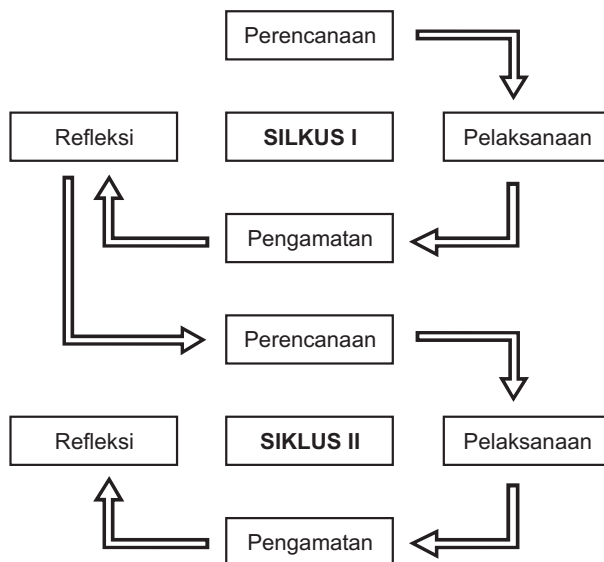 Perencanaan
Refleksi
SILKUS I
Pelaksanaan
Pengamatan
Perencanaan
Refleksi
SIKLUS II
Pelaksanaan
Pengamatan